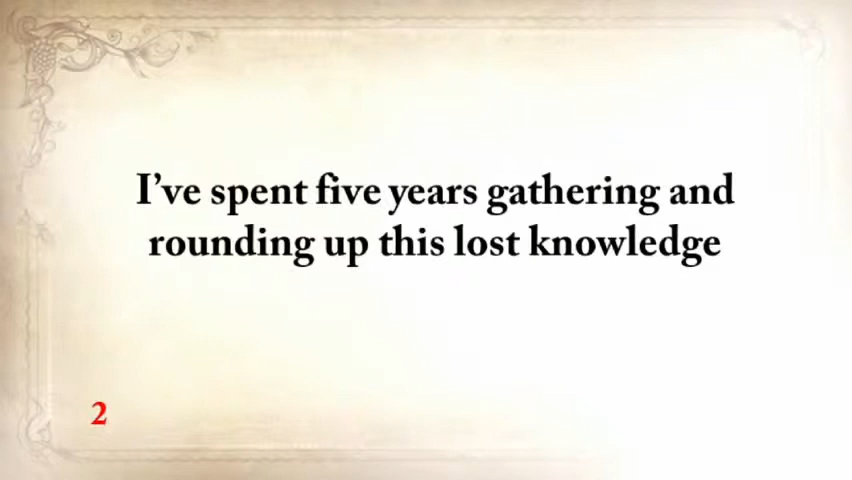 I’ve spent five years gathering and
rounding up this lost knowledge
2